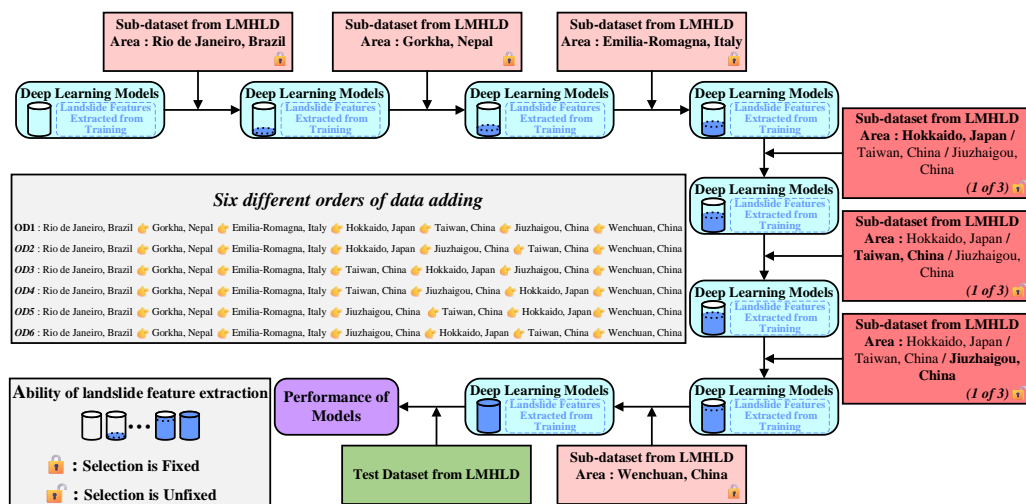 Sub-dataset from LMHLD
Area : Rio de Janeiro, Brazil
Sub-dataset from LMHLD
Area : Gorkha, Nepal
Sub-dataset from LMHLD
Area : Emilia-Romagna, Italy
Deep Learning Models
Landslide Features
Extracted from
Training
Deep Learning Models
Landslide Features
Extracted from
Training
Deep Learning Models
Landslide Features
Extracted from
Training
Deep Learning Models
Landslide Features
Extracted from
Training
Sub-dataset from LMHLD
Area : Hokkaido, Japan /
Taiwan, China / Jiuzhaigou,
China
(1 of 3)
Deep Learning Models
Landslide Features
Extracted from
Training
Sub-dataset from LMHLD
Area : Hokkaido, Japan /
Taiwan, China / Jiuzhaigou,
China
(1 of 3)
Deep Learning Models
Landslide Features
Extracted from
Training
Sub-dataset from LMHLD
Area : Hokkaido, Japan /
Taiwan, China / Jiuzhaigou,
China
(1 of 3)
Six different orders of data adding
OD1 : Rio de Janeiro, Brazil 👉 Gorkha, Nepal 👉 Emilia-Romagna, Italy 👉 Hokkaido, Japan 👉 Taiwan, China 👉 Jiuzhaigou, China 👉 Wenchuan, China
OD2 : Rio de Janeiro, Brazil 👉 Gorkha, Nepal 👉 Emilia-Romagna, Italy 👉 Hokkaido, Japan 👉 Jiuzhaigou, China 👉 Taiwan, China 👉 Wenchuan, China
OD3 : Rio de Janeiro, Brazil 👉 Gorkha, Nepal 👉 Emilia-Romagna, Italy 👉 Taiwan, China 👉 Hokkaido, Japan 👉 Jiuzhaigou, China 👉 Wenchuan, China
OD4 : Rio de Janeiro, Brazil 👉 Gorkha, Nepal 👉 Emilia-Romagna, Italy 👉 Taiwan, China 👉 Jiuzhaigou, China 👉 Hokkaido, Japan 👉 Wenchuan, China
OD5 : Rio de Janeiro, Brazil 👉 Gorkha, Nepal 👉 Emilia-Romagna, Italy 👉 Jiuzhaigou, China 👉 Taiwan, China 👉 Hokkaido, Japan 👉 Wenchuan, China
OD6 : Rio de Janeiro, Brazil 👉 Gorkha, Nepal 👉 Emilia-Romagna, Italy 👉 Jiuzhaigou, China 👉 Hokkaido, Japan 👉 Taiwan, China 👉 Wenchuan, China
Ability of landslide feature extraction
🔒 : Selection is Fixed
🔓 : Selection is Unfixed
Performance of
Models
Deep Learning Models
Landslide Features
Extracted from
Training
Deep Learning Models
Landslide Features
Extracted from
Training
Test Dataset from LMHLD
Sub-dataset from LMHLD
Area : Wenchuan, China